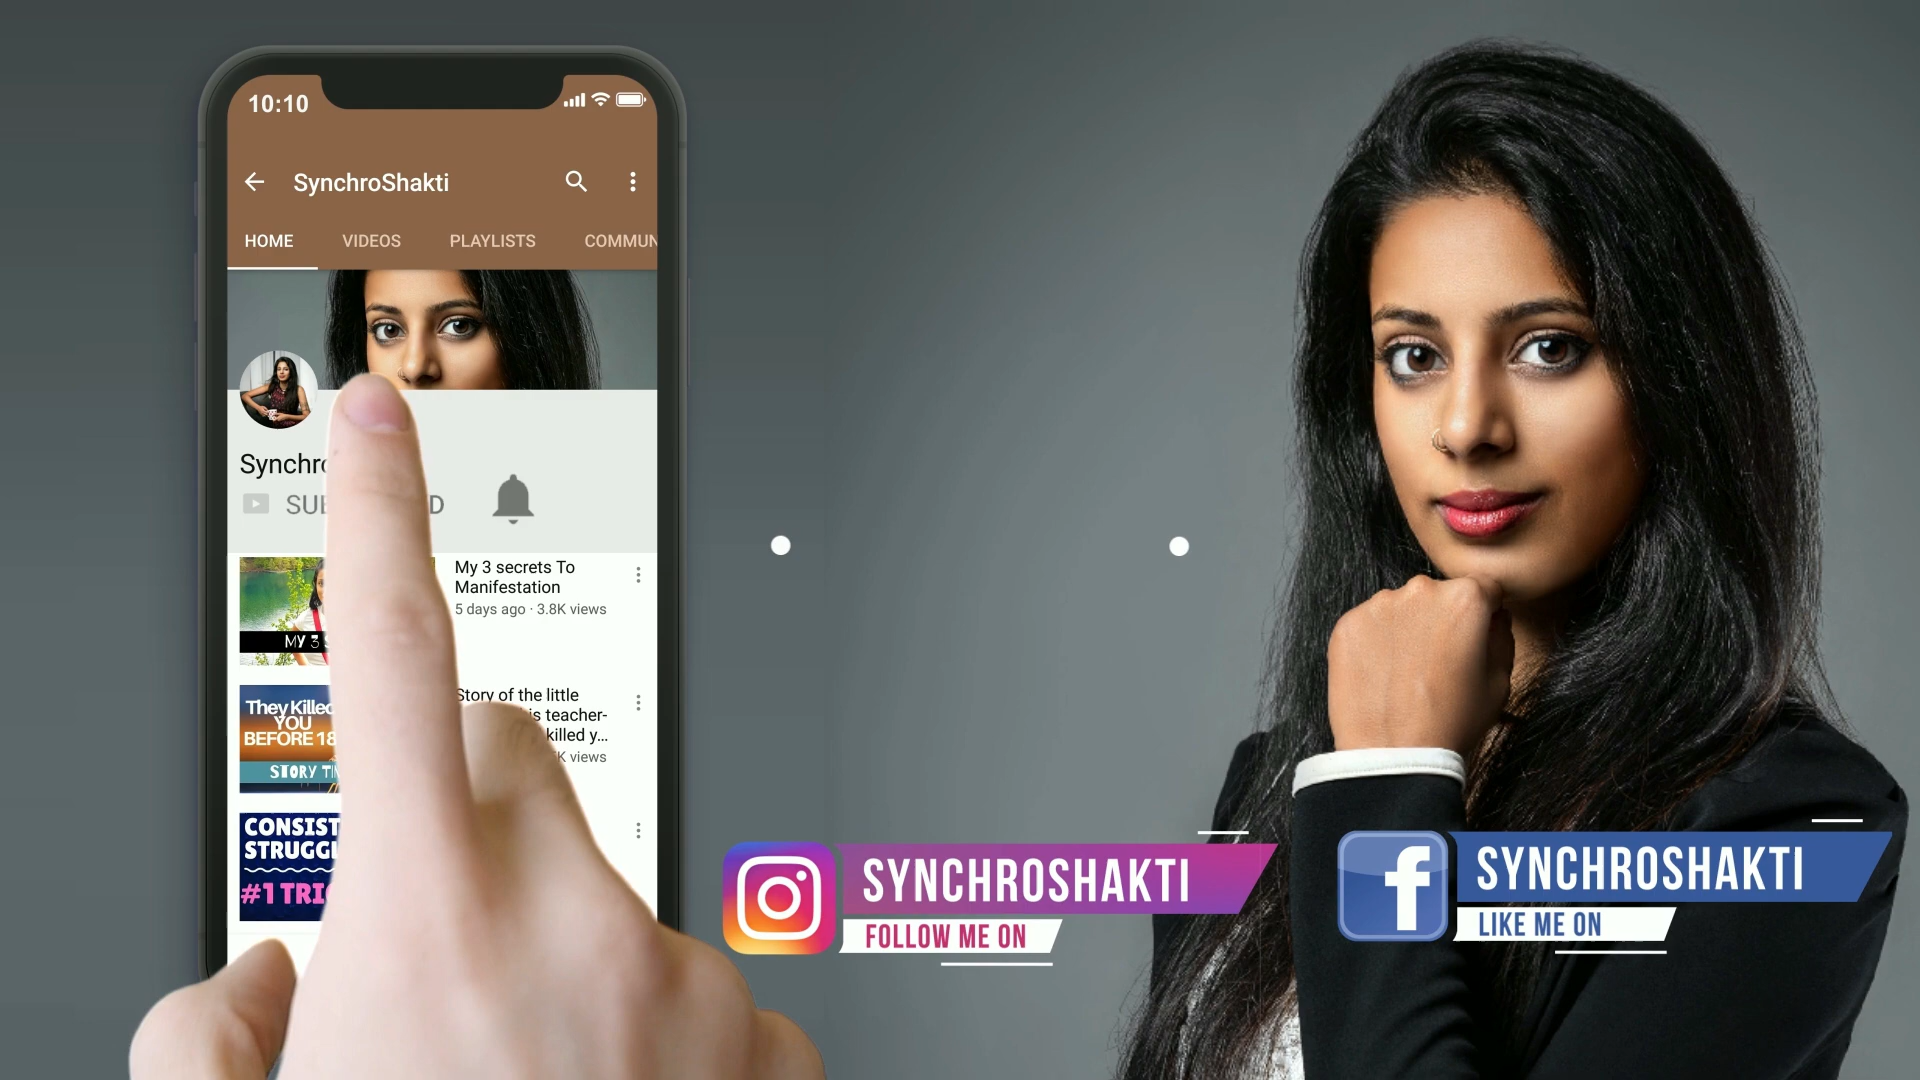 10:10
SynchroShakti
HOME VIDEOS PLAYLISTS COMMUN
Synchr
SU D
My 3 secrets To
Manifestation
5 days ago · 3.8K views
MY 3
Story of the little
is teacher-
killed y...
K views
They Killed
YOU
BEFORE 18
STORY TI
CONSIST
STRUGGL
#1 TRI
SYNCHROSHAKTI
FOLLOW ME ON
f
SYNCHROSHAKTI
LIKE ME ON